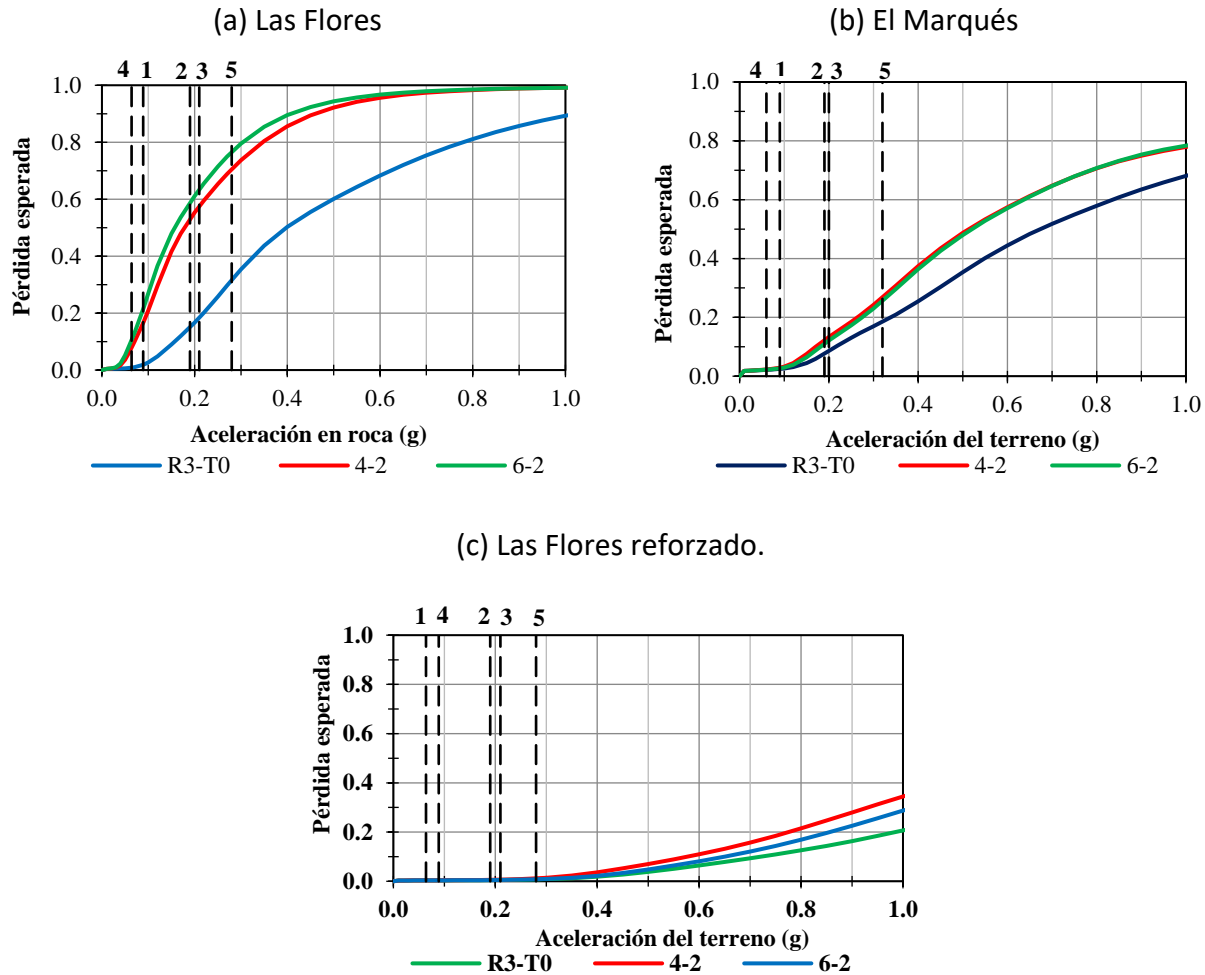 (a) Las Flores
4 1 2 3 5
1.0
0.8
0.6
0.4
0.2
0.0
Pérdida esperada
0.0 0.2 0.4 0.6 0.8 1.0
Aceleración en roca (g)
R3-T0 4-2 6-2
(b) El Marqués
4 1 2 3 5
1.0
0.8
0.6
0.4
0.2
0.0
Pérdida esperada
0.0 0.2 0.4 0.6 0.8 1.0
Aceleración del terreno (g)
R3-T0 4-2 6-2
(c) Las Flores reforzado.
1 4 2 3 5
1.0
0.8
0.6
0.4
0.2
0.0
Pérdida esperada
0.0 0.2 0.4 0.6 0.8 1.0
Aceleración del terreno (g)
R3-T0 4-2 6-2